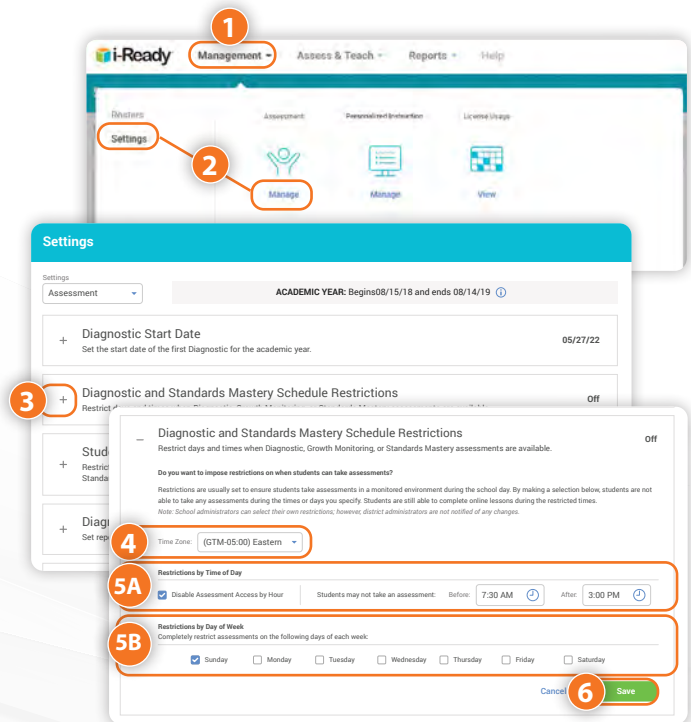 1
i-Ready Management Assess & Teach Reports Help
Rosters
Settings
Assessment Personalized Instruction License Usage
2
Manage Manage View
Settings
Settings
Assessment
ACADEMIC YEAR: Begins08/15/18 and ends 08/14/19
+ Diagnostic Start Date 05/27/22
Set the start date of the first Diagnostic for the academic year.
3
+ Diagnostic and Standards Mastery Schedule Restrictions Off
Restrict
+ Stud
Restrict
Standa
+ Diagn
Set rep
− Diagnostic and Standards Mastery Schedule Restrictions Off
Restrict days and times when Diagnostic, Growth Monitoring, or Standards Mastery assessments are available.
Do you want to impose restrictions on when students can take assessments?
Restrictions are usually set to ensure students take assessments in a monitored environment during the school day. By making a selection below, students are not
able to take any assessments during the times or days you specify. Students are still able to complete online lessons during the restricted times.
Note: School administrators can select their own restrictions; however, district administrators are not notified of any changes.
4
Time Zone: (GTM-05:00) Eastern
5A
Restrictions by Time of Day
Disable Assessment Access by Hour Students may not take an assessment: Before: 7:30 AM After: 3:00 PM
5B
Restrictions by Day of Week
Completely restrict assessments on the following days of each week:
Sunday Monday Tuesday Wednesday Thursday Friday Saturday
Cancel 6 Save